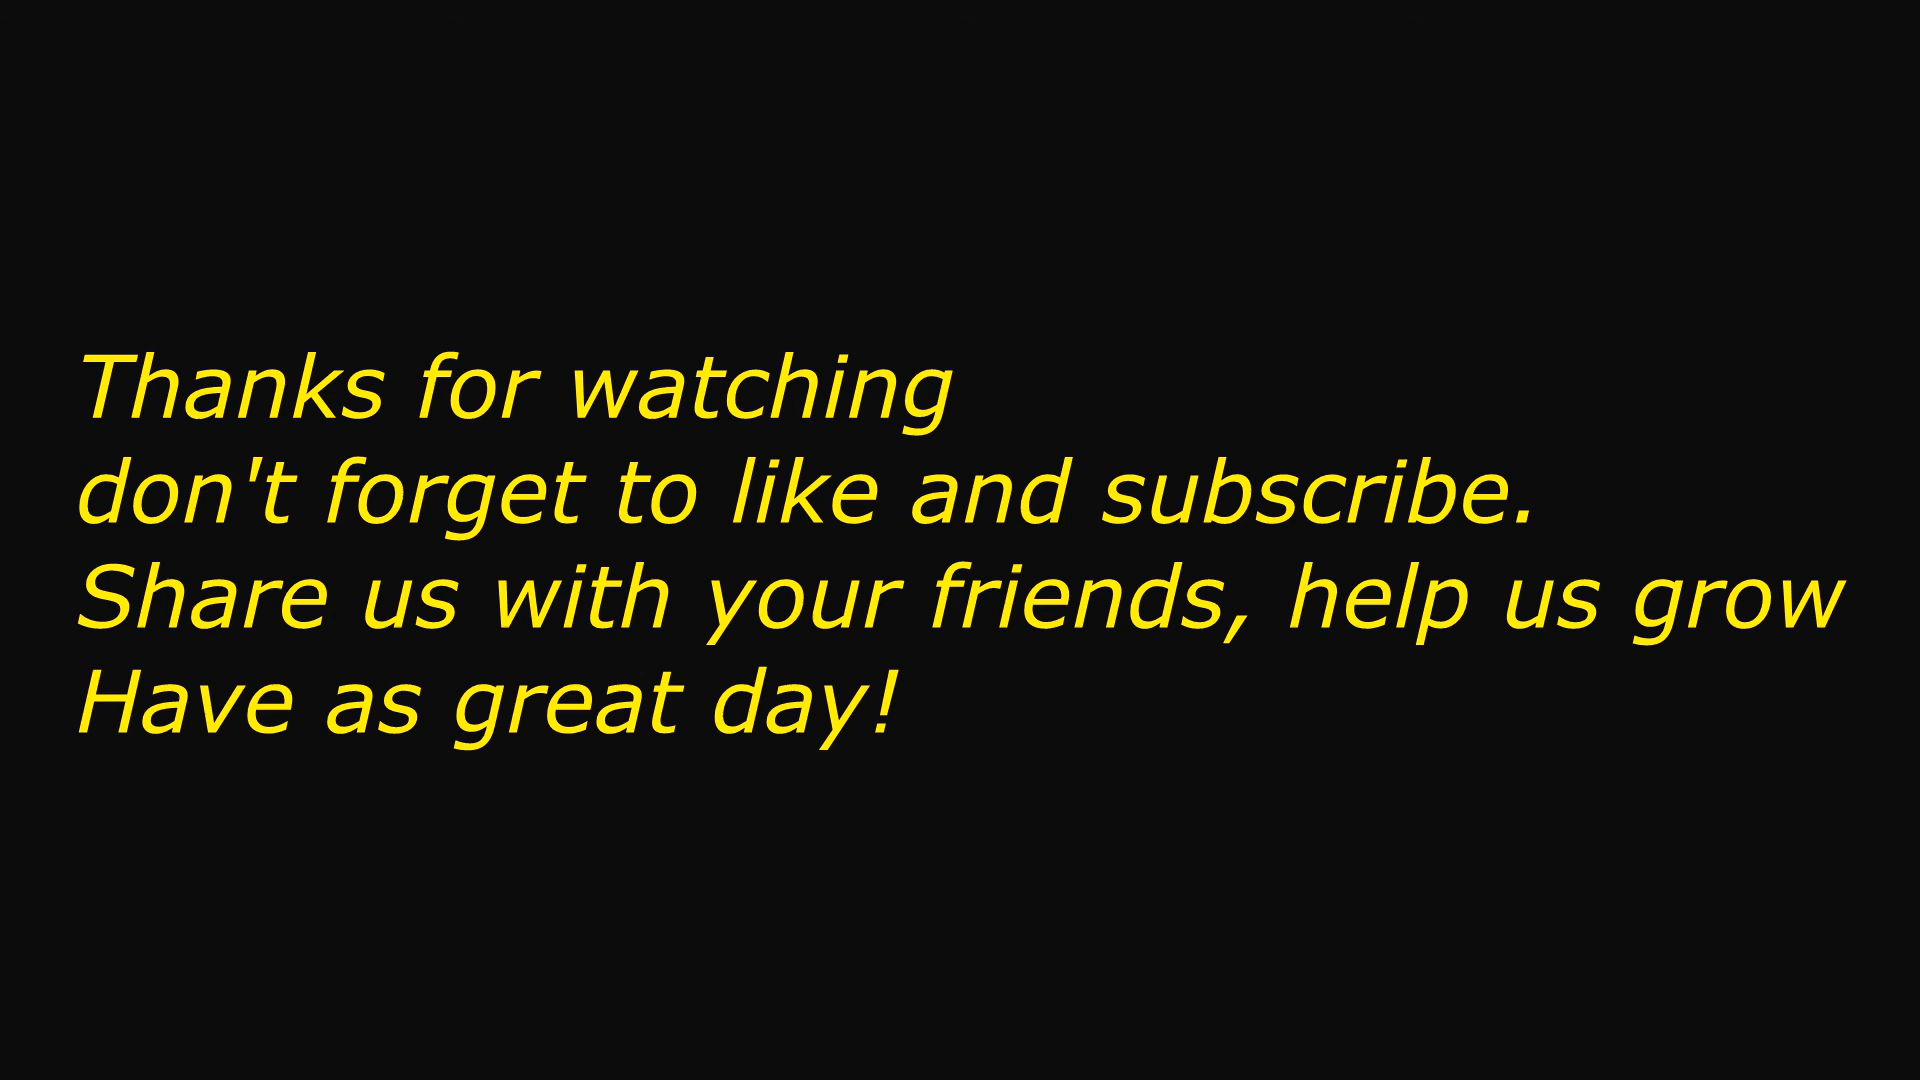 Thanks for watching
don't forget to like and subscribe.
Share us with your friends, help us grow
Have as great day!